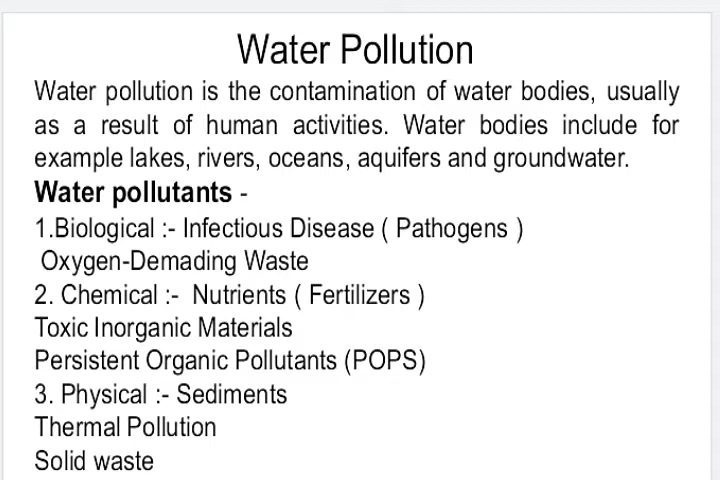 Water Pollution
Water pollution is the contamination of water bodies, usually
as a result of human activities. Water bodies include for
example lakes, rivers, oceans, aquifers and groundwater.
Water pollutants -
1.Biological :- Infectious Disease ( Pathogens )
Oxygen-Demading Waste
2. Chemical :- Nutrients ( Fertilizers )
Toxic Inorganic Materials
Persistent Organic Pollutants (POPS)
3. Physical :- Sediments
Thermal Pollution
Solid waste